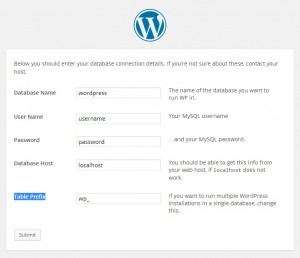 Below you should enter your database connection details. If you're not sure about these, contact your
host.
Database Name
wordpress
The name of the database you want to
run WP in.
User Name
username
Your MySQL username
Password
password
…and your MySQL password.
Database Host
localhost
You should be able to get this info from
your web host, if localhost does not
work.
Table Prefix
wp_
If you want to run multiple WordPress
installations in a single database, change
this.
Submit